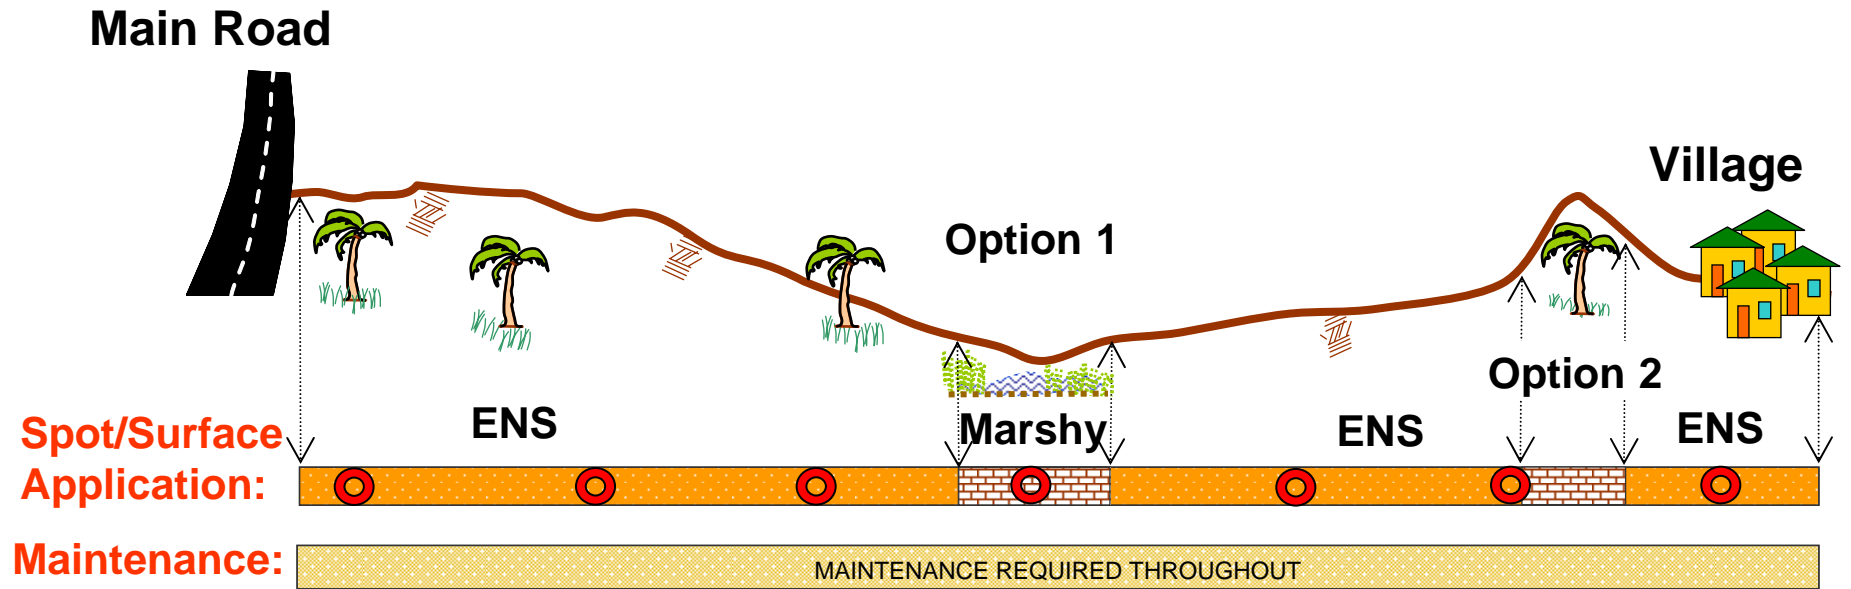 Main Road
Village
Option 1
Option 2
ENS
Marshy
ENS
ENS
Spot/Surface
Application:
Maintenance:
MAINTENANCE REQUIRED THROUGHOUT